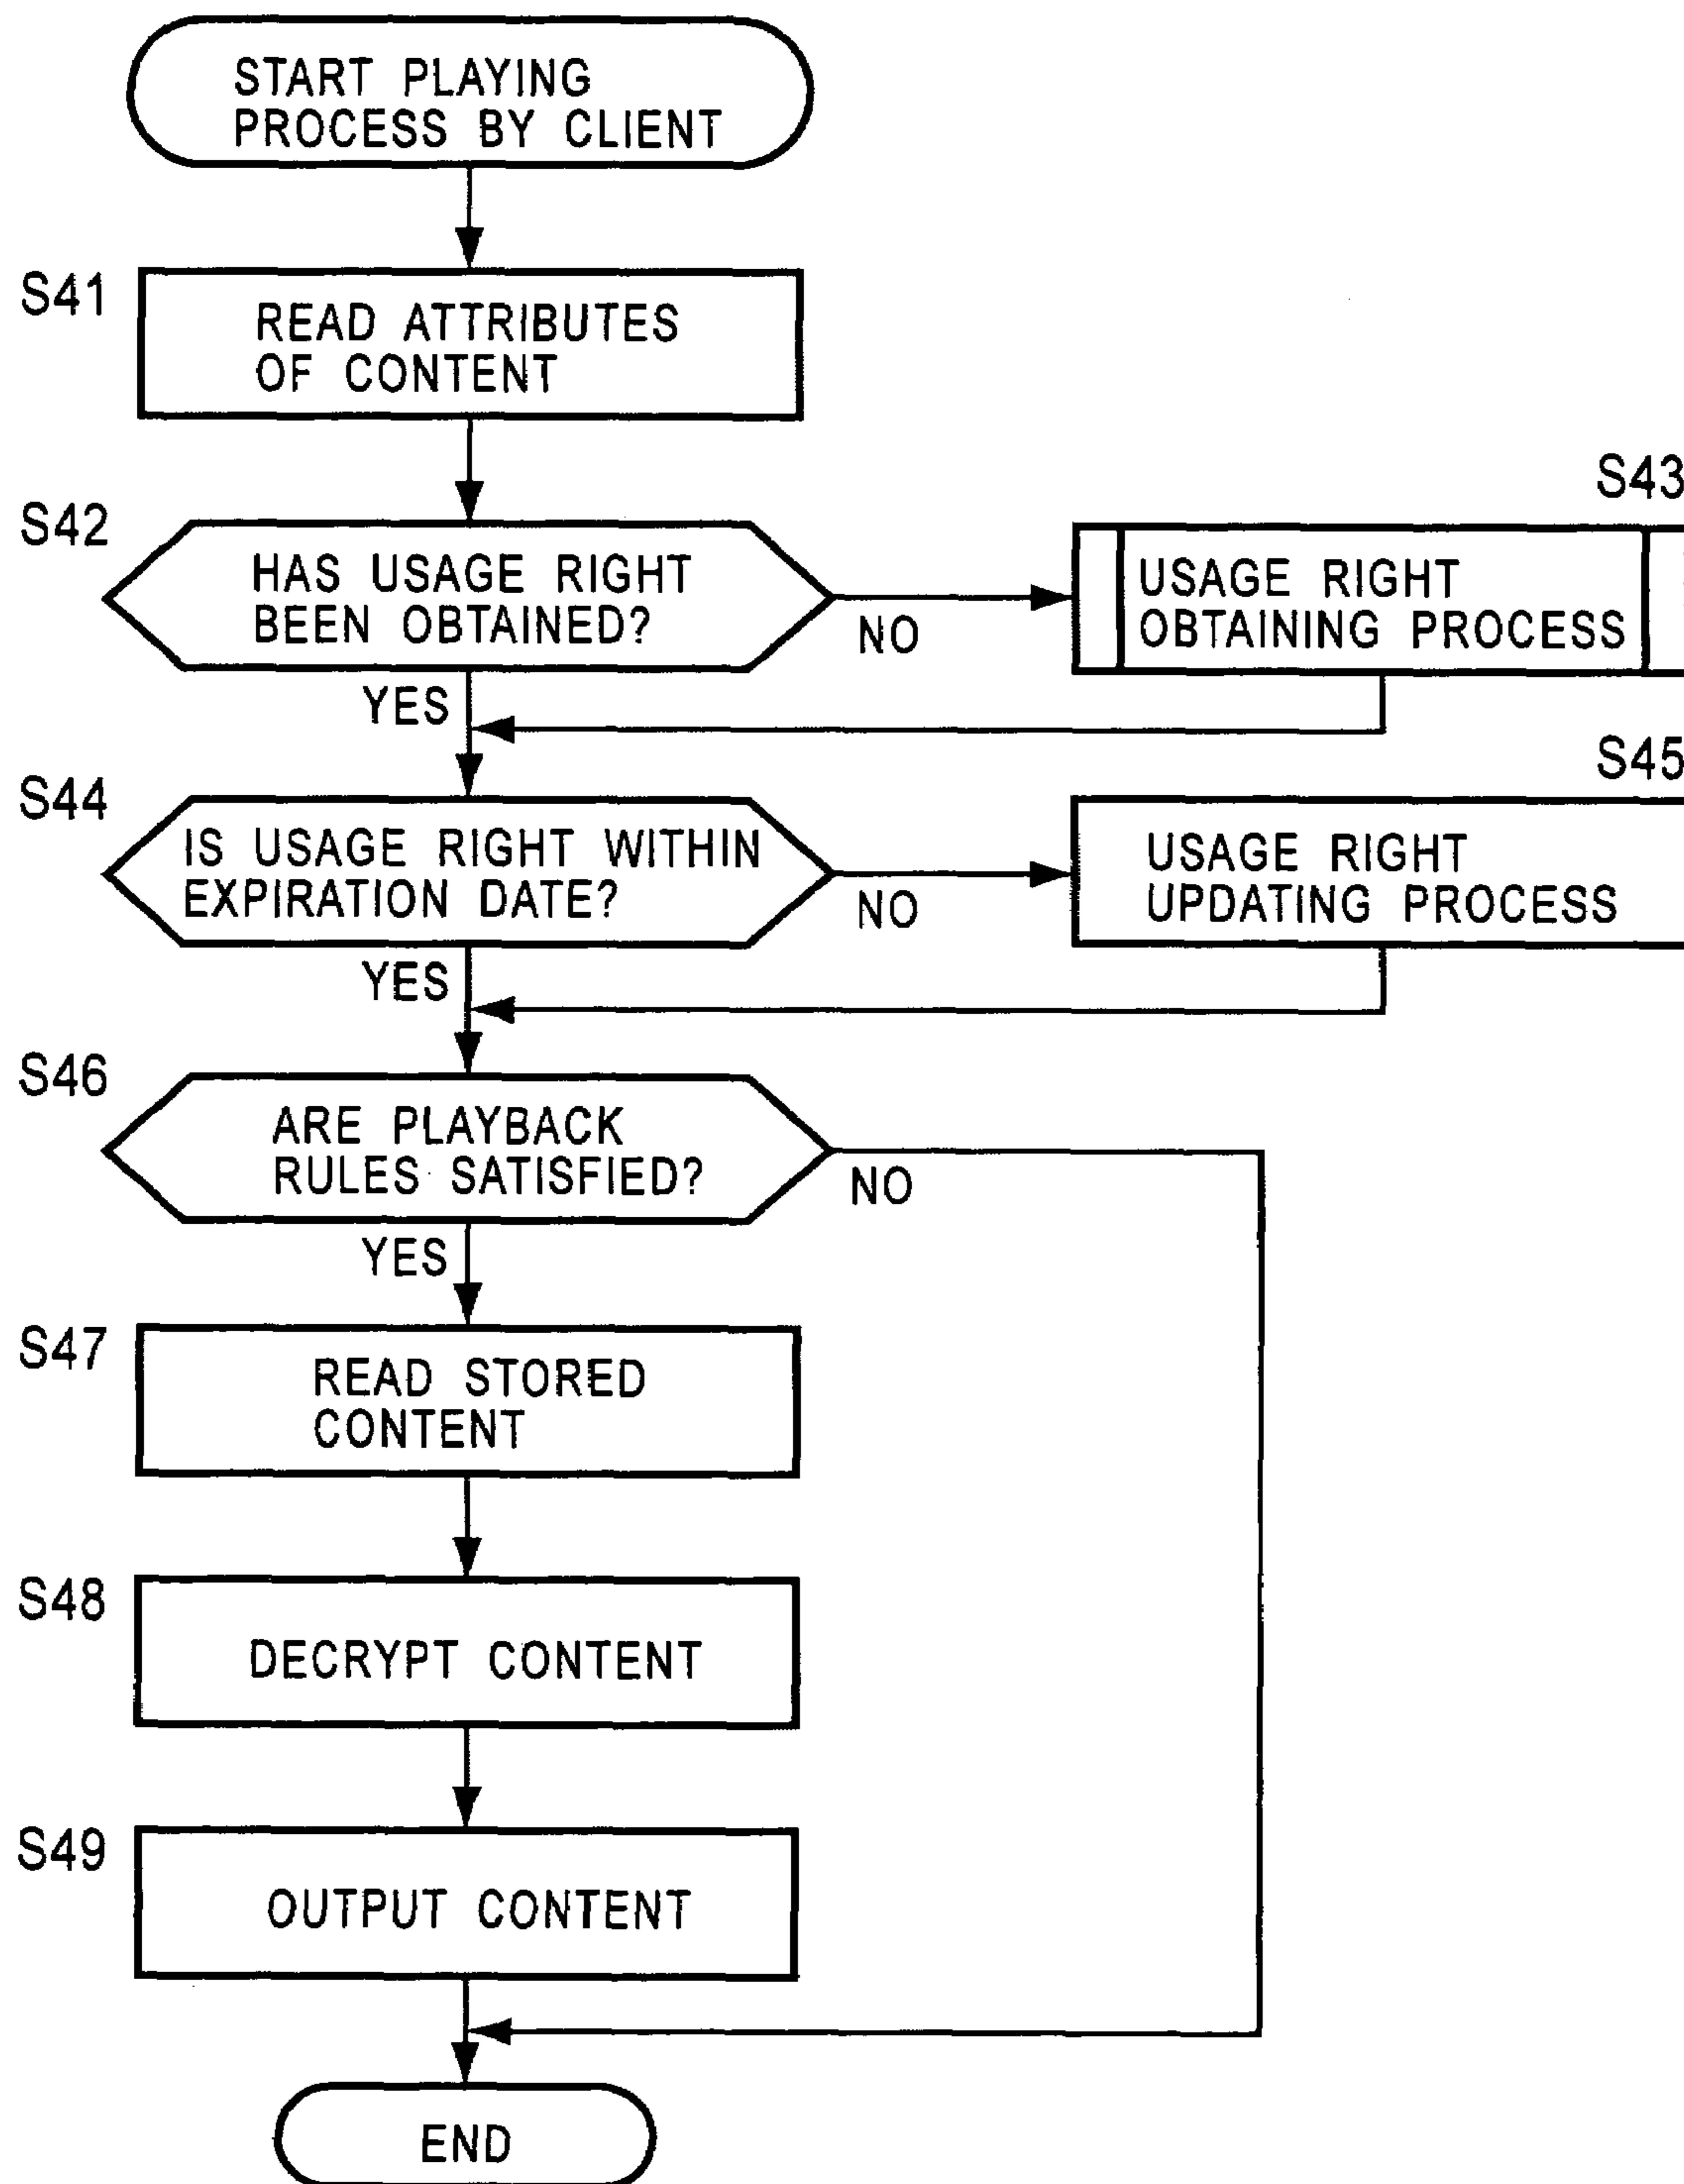 START PLAYING
PROCESS BY CLIENT
S41
READ ATTRIBUTES
OF CONTENT
S42
HAS USAGE RIGHT
BEEN OBTAINED?
NO
YES
S43
USAGE RIGHT
OBTAINING PROCESS
S44
IS USAGE RIGHT WITHIN
EXPIRATION DATE?
NO
YES
S45
USAGE RIGHT
UPDATING PROCESS
S46
ARE PLAYBACK
RULES SATISFIED?
NO
YES
S47
READ STORED
CONTENT
S48
DECRYPT CONTENT
S49
OUTPUT CONTENT
END